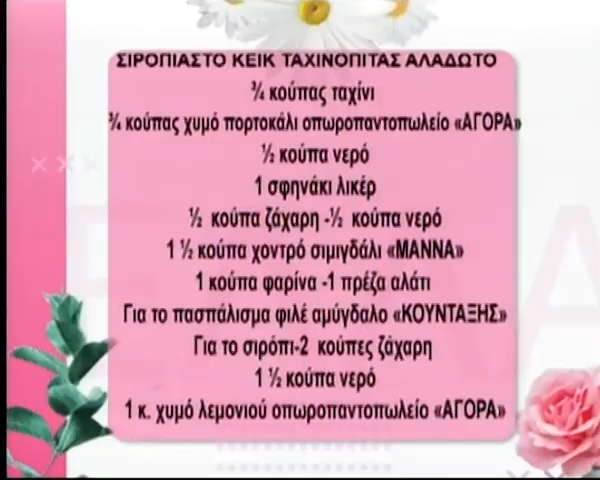 ΣΙΡΟΠΙΑΣΤΟ ΚΕΙΚ ΤΑΧΙΝΟΠΙΤΑΣ ΑΛΑΔΩΤΟ
¾ κούπας ταχίνι
¾ κούπας χυμό πορτοκάλι οπωροπαντοπωλείο «ΑΓΟΡΑ»
½ κούπα νερό
1 σφηνάκι λικέρ
½ κούπα ζάχαρη -½ κούπα νερό
1 ½ κούπα χοντρό σιμιγδάλι «ΜΑΝΝΑ»
1 κούπα φαρίνα -1 πρέζα αλάτι
Για το πασπάλισμα φιλέ αμύγδαλο «ΚΟΥΝΤΑΞΗΣ»
Για το σιρόπι-2 κούπες ζάχαρη
1 ½ κούπα νερό
1 κ. χυμό λεμονιού οπωροπαντοπωλείο «ΑΓΟΡΑ»